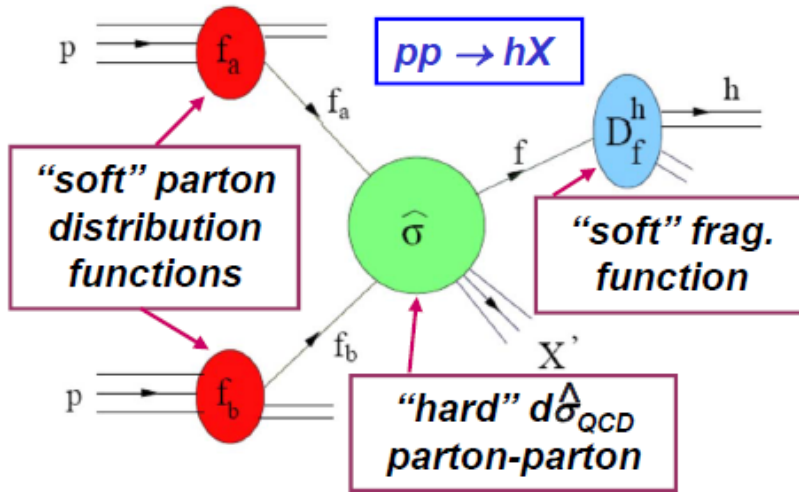 p
f_a
pp → hX
h
D_f^h
f_a
f
"soft" parton
distribution
functions
σ̂
"soft" frag.
function
f_b
X'
p
f_b
"hard" dσ̂_QCD
parton-parton